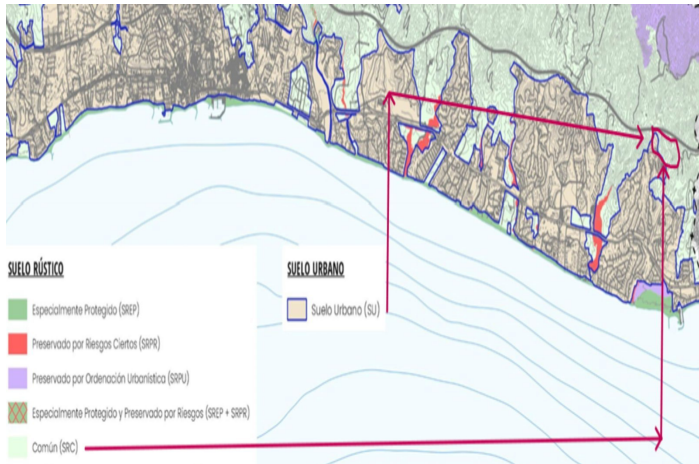 SUELO RÚSTICO
Especialmente Protegido (SREP)
Preservado por Riesgos Ciertos (SRPR)
Preservado por Ordenación Urbanística (SRPU)
Especialmente Protegido y Preservado por Riesgos (SREP + SRPR)
Común (SRC)
SUELO URBANO
Suelo Urbano (SU)